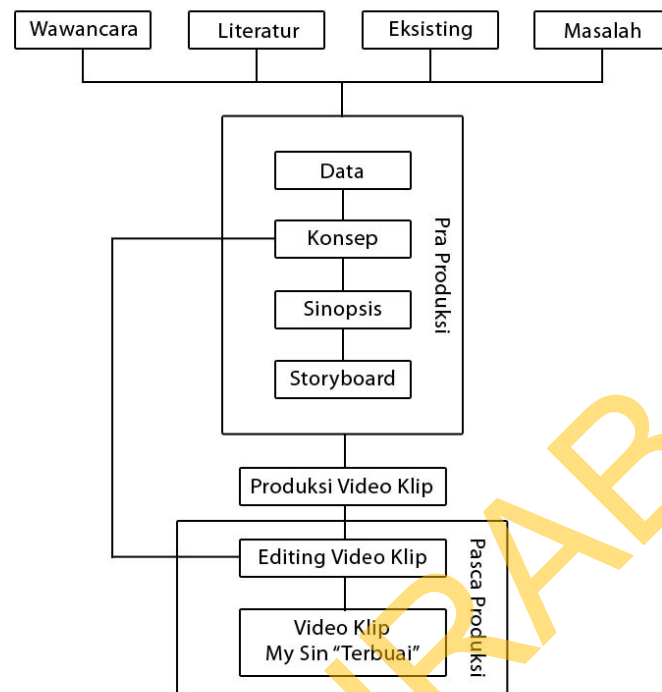 Wawancara
Literatur
Eksisting
Masalah
Data
Konsep
Sinopsis
Storyboard
Pra Produksi
Produksi Video Klip
Editing Video Klip
Video Klip
My Sin “Terbuai”
Pasca Produksi
RAB